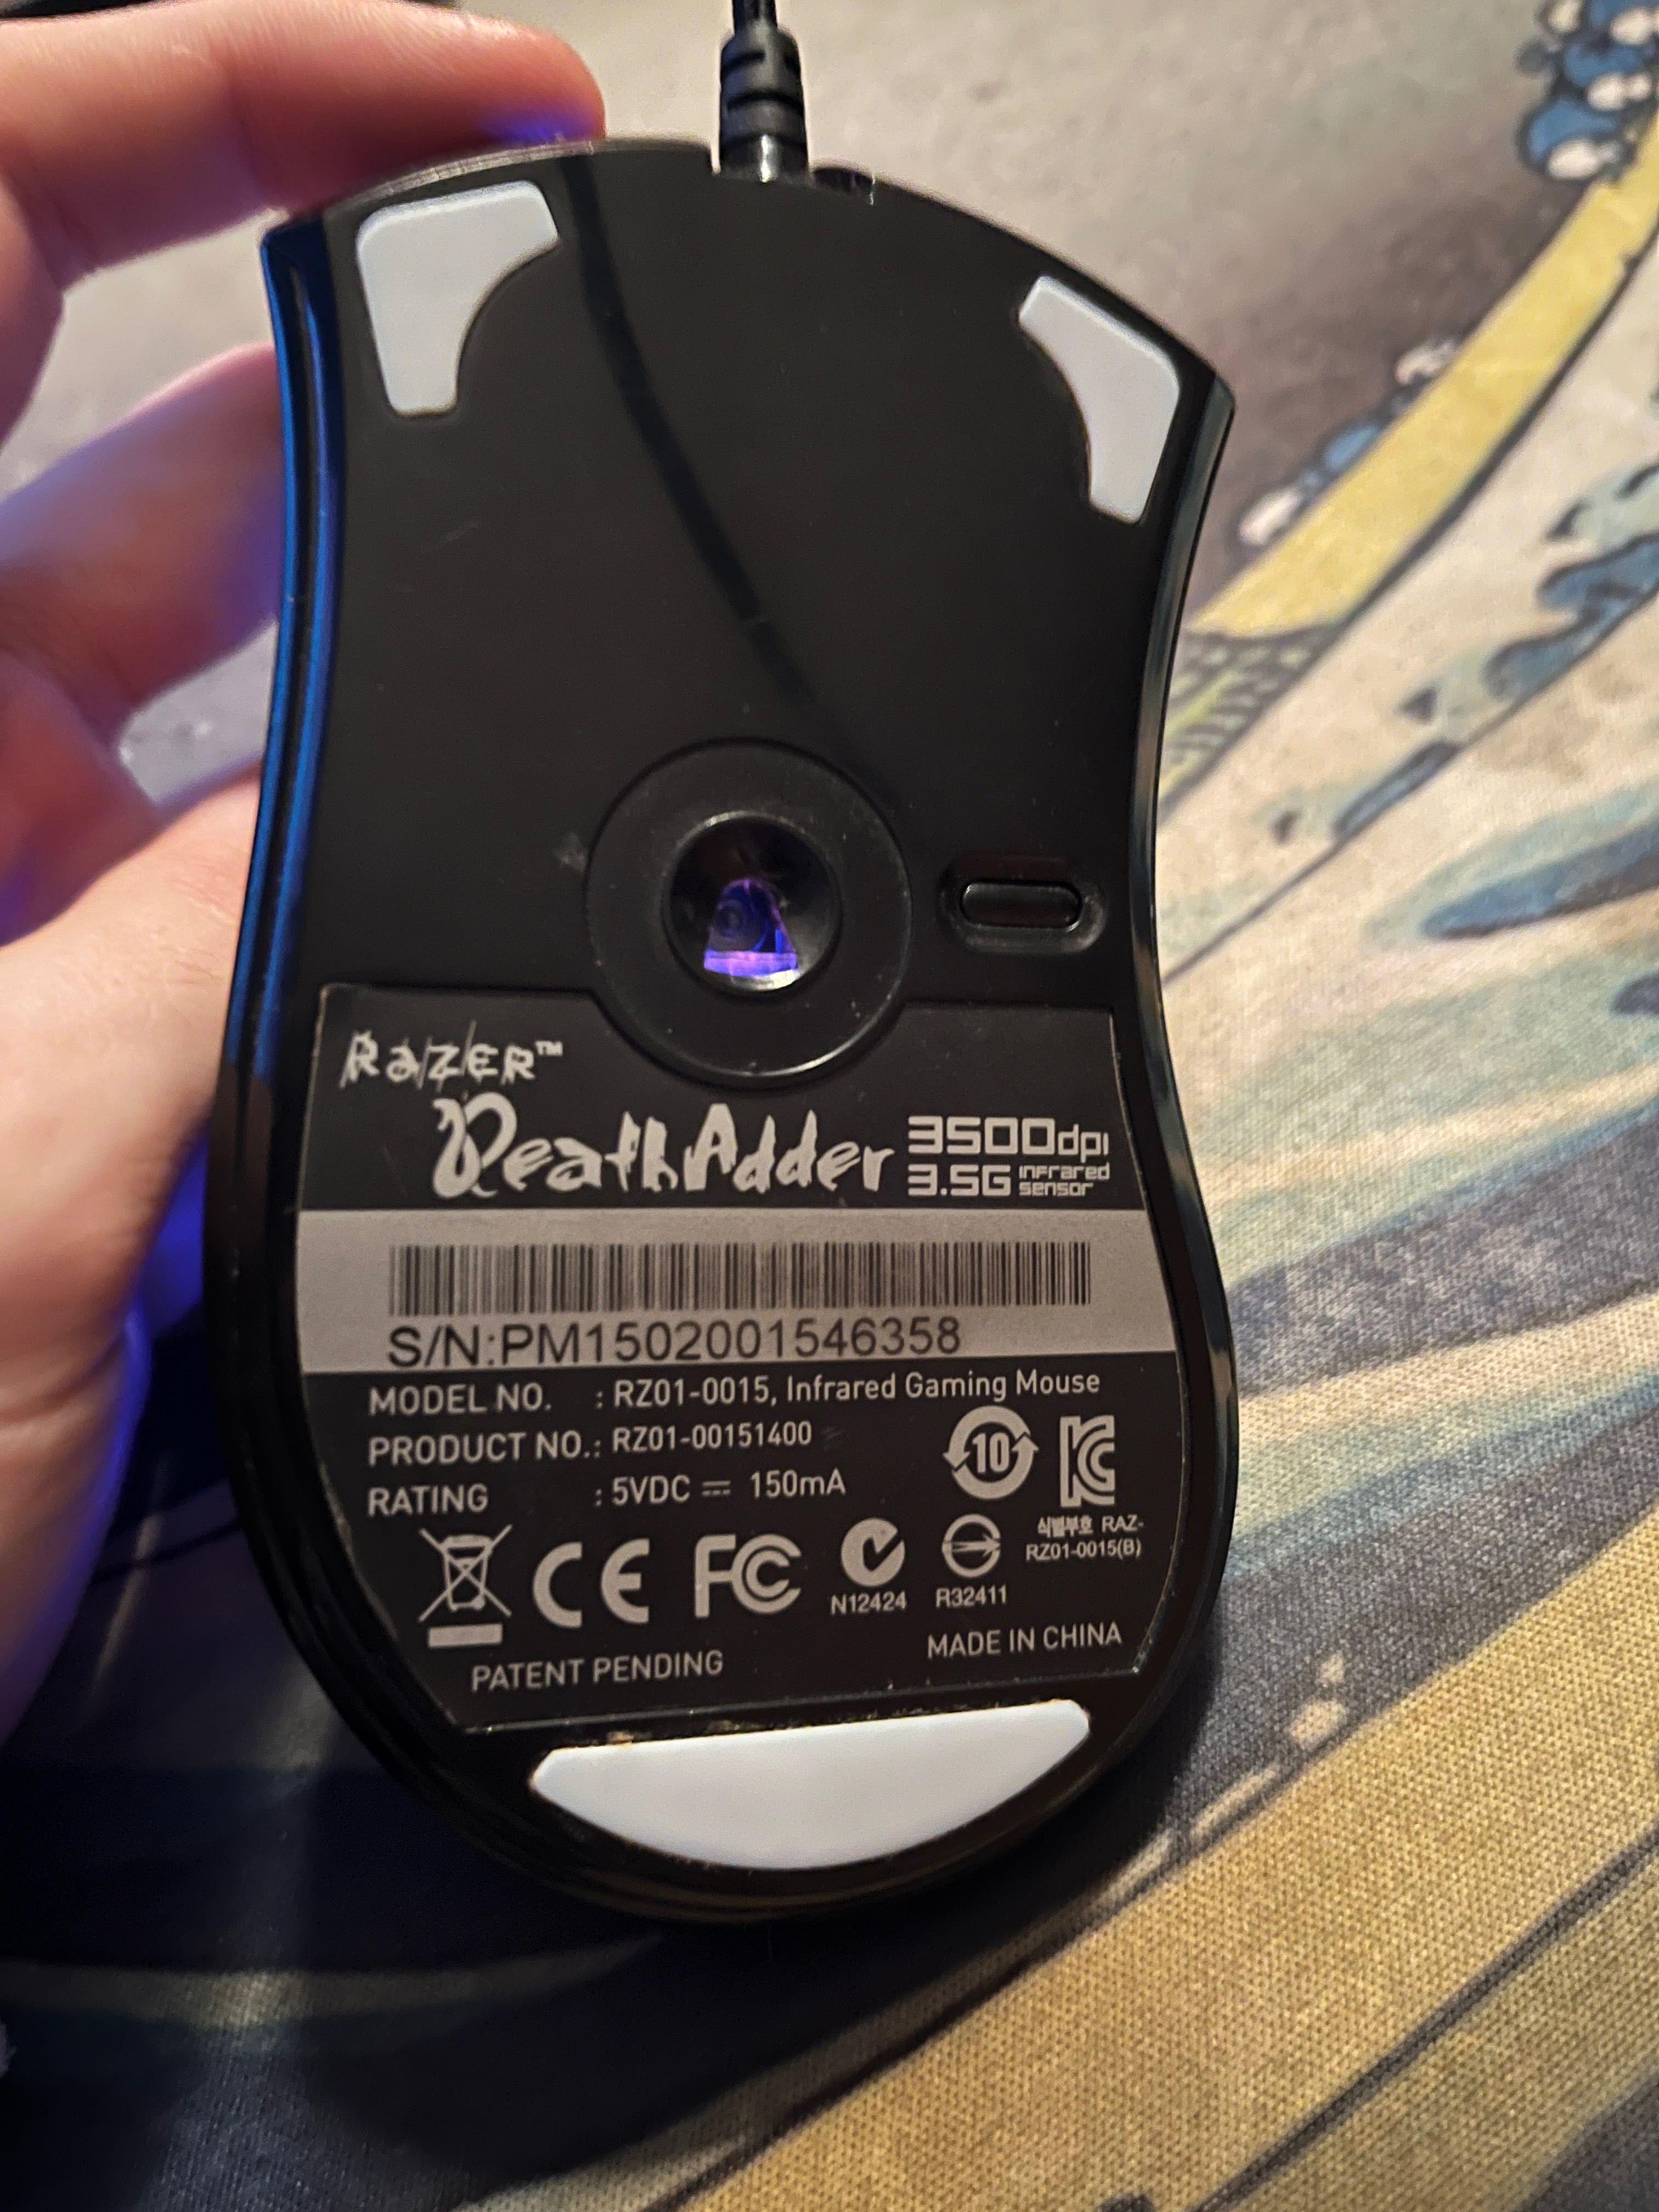 RaZER™
DeathAdder 3500dpi
3.5G infrared sensor
S/N:PM1502001546358
MODEL NO. : RZ01-0015, Infrared Gaming Mouse
PRODUCT NO.: RZ01-00151400
RATING : 5VDC ⎓ 150mA
10
식별부호 RAZ-
RZ01-0015(B)
CE FC N12424 R32411
PATENT PENDING
MADE IN CHINA